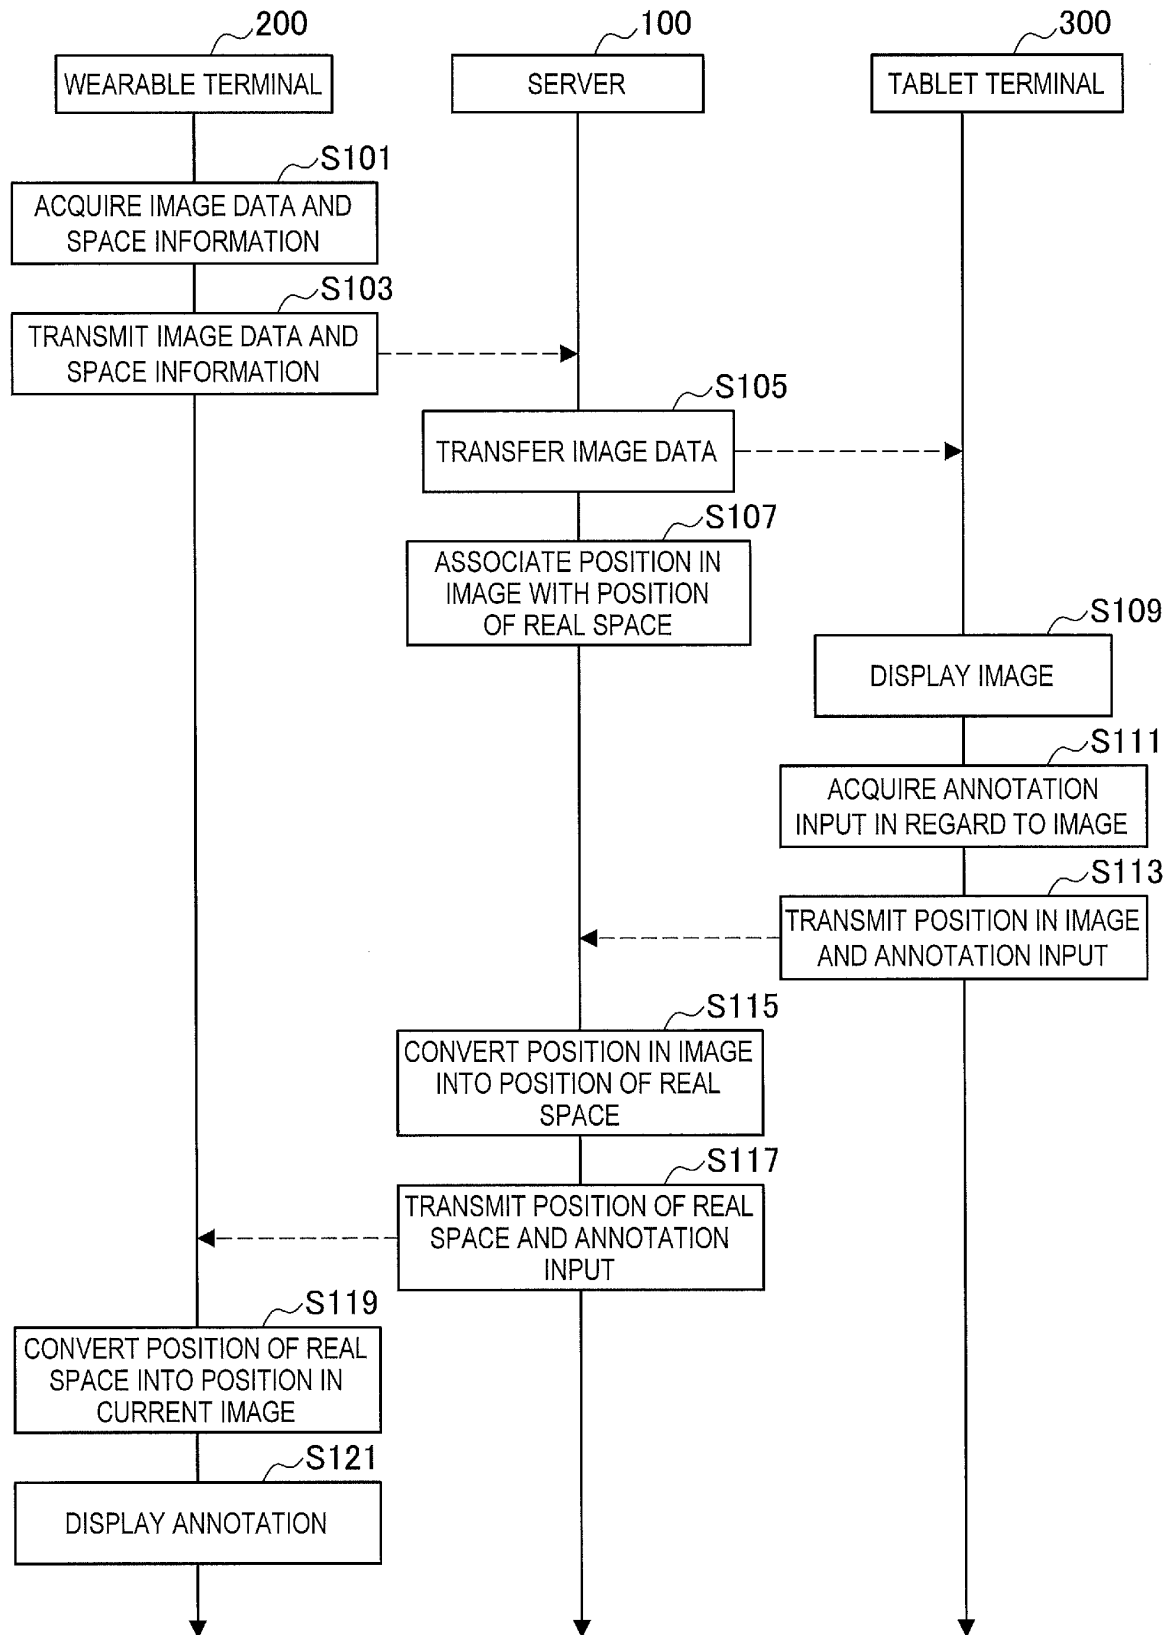 200
100
300
WEARABLE TERMINAL
SERVER
TABLET TERMINAL
S101
ACQUIRE IMAGE DATA AND
SPACE INFORMATION
S103
TRANSMIT IMAGE DATA AND
SPACE INFORMATION
S105
TRANSFER IMAGE DATA
S107
ASSOCIATE POSITION IN
IMAGE WITH POSITION
OF REAL SPACE
S109
DISPLAY IMAGE
S111
ACQUIRE ANNOTATION
INPUT IN REGARD TO IMAGE
S113
TRANSMIT POSITION IN IMAGE
AND ANNOTATION INPUT
S115
CONVERT POSITION IN IMAGE
INTO POSITION OF REAL
SPACE
S117
TRANSMIT POSITION OF REAL
SPACE AND ANNOTATION
INPUT
S119
CONVERT POSITION OF REAL
SPACE INTO POSITION IN
CURRENT IMAGE
S121
DISPLAY ANNOTATION